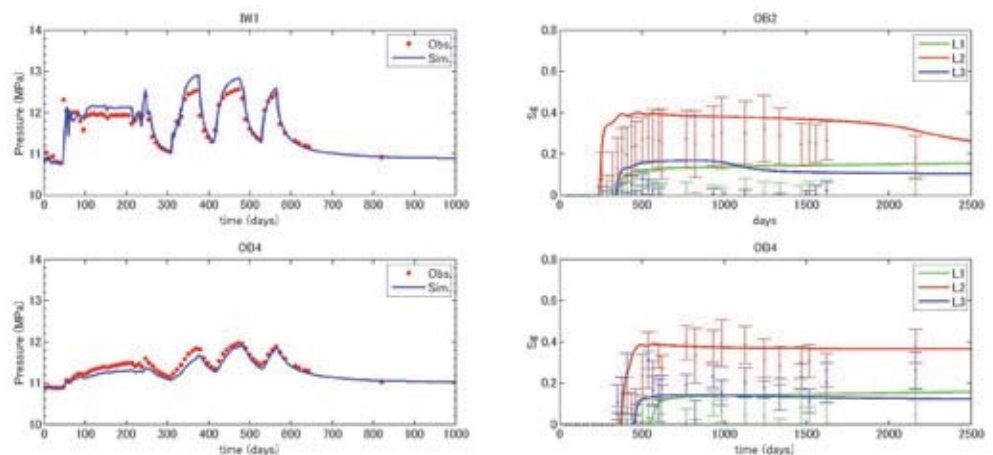 IW1
14
13
12
11
10
Pressure (MPa)
Obs.
Sim.
0 100 200 300 400 500 600 700 800 900 1000
time (days)
OB2
0.8
0.6
0.4
0.2
0
Sg
L1
L2
L3
0 500 1000 1500 2000 2500
days
OB4
14
13
12
11
10
Pressure (MPa)
Obs.
Sim.
0 100 200 300 400 500 600 700 800 900 1000
time (days)
OB4
0.8
0.6
0.4
0.2
0
Sg
L1
L2
L3
0 500 1000 1500 2000 2500
time (days)